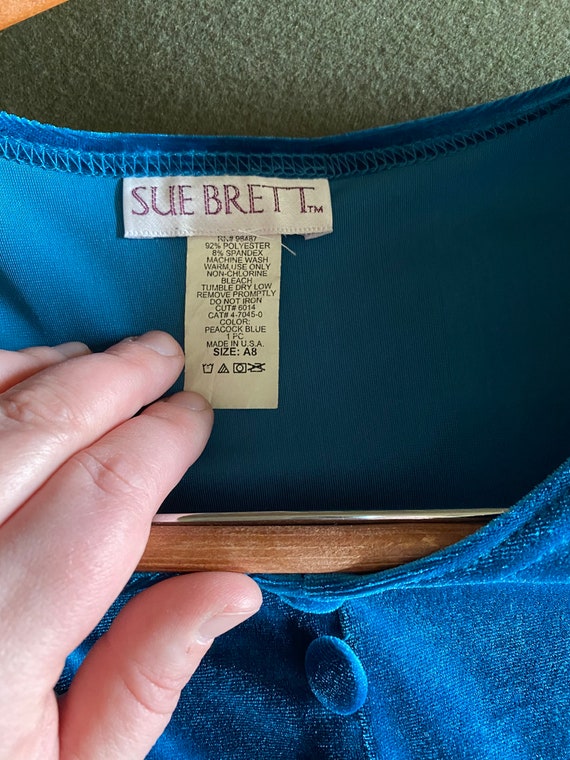 SUE BRETT™
RN# 98487
92% POLYESTER
8% SPANDEX
MACHINE WASH
WARM,USE ONLY
NON-CHLORINE
BLEACH
TUMBLE DRY LOW
REMOVE PROMPTLY
DO NOT IRON
CUT# 6014
CAT# 4-7045-0
COLOR:
PEACOCK BLUE
1 PC
MADE IN U.S.A.
SIZE: A8